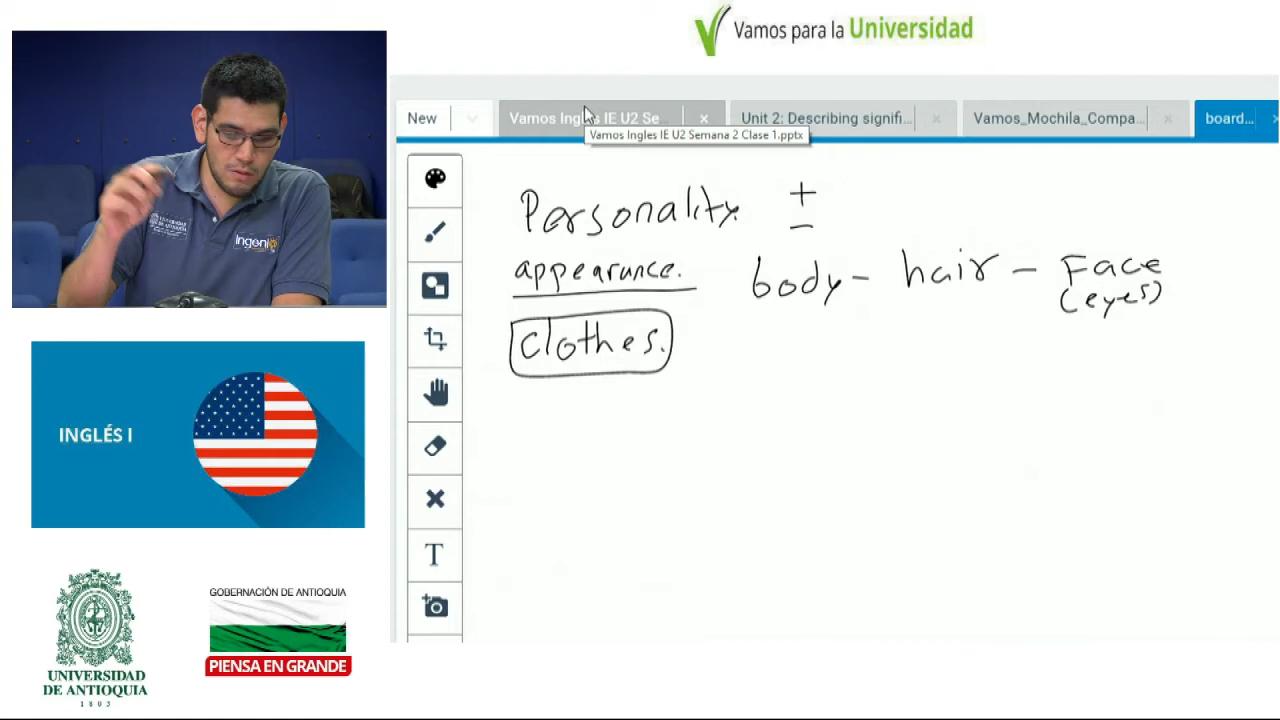 Vamos para la Universidad
New
Vamos Ingles IE U2 Se...
Unit 2: Describing signifi...
Vamos_Mochila_Compa...
board...
Vamos Ingles IE U2 Semana 2 Clase 1.pptx
Personality. +
-
appearance. body - hair - Face
(eyes)
clothes.
ingeni@
INGLÉS I
T
UNIVERSIDAD
DE ANTIOQUIA
1803
GOBERNACIÓN DE ANTIOQUIA
PIENSA EN GRANDE